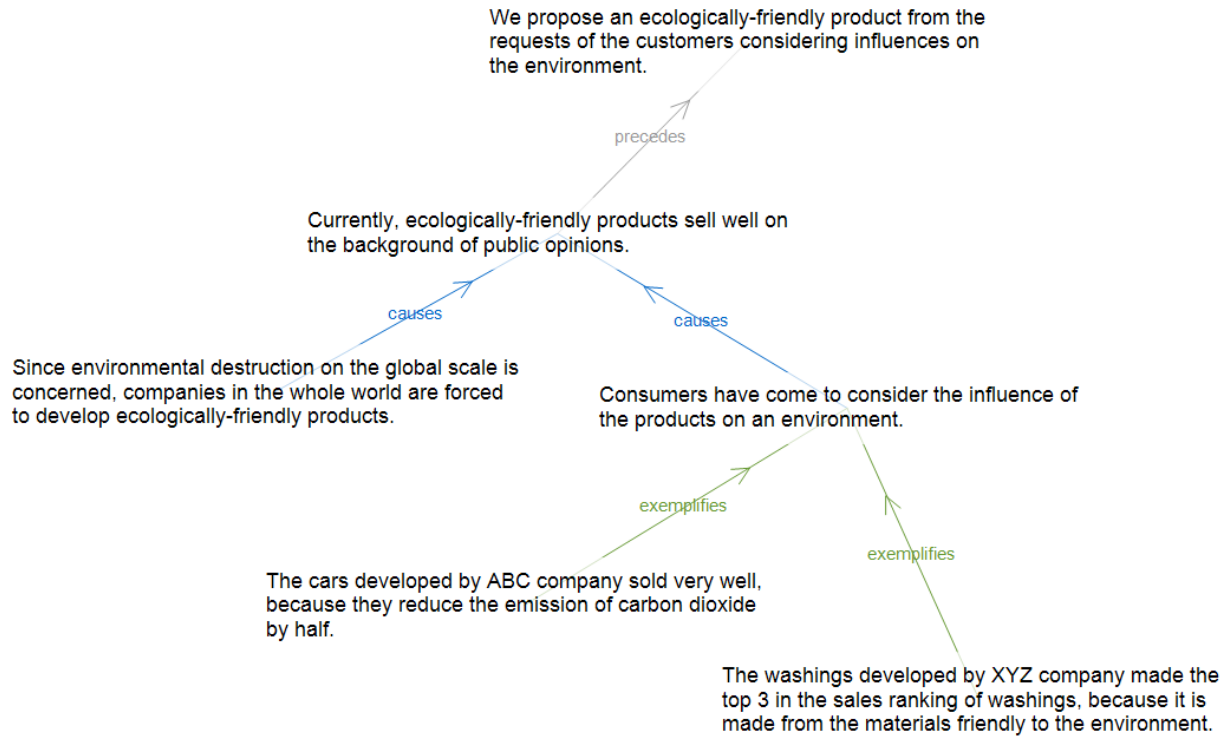 We propose an ecologically-friendly product from the
requests of the customers considering influences on
the environment.
precedes
Currently, ecologically-friendly products sell well on
the background of public opinions.
causes
causes
Since environmental destruction on the global scale is
concerned, companies in the whole world are forced
to develop ecologically-friendly products.
Consumers have come to consider the influence of
the products on an environment.
exemplifies
exemplifies
The cars developed by ABC company sold very well,
because they reduce the emission of carbon dioxide
by half.
The washings developed by XYZ company made the
top 3 in the sales ranking of washings, because it is
made from the materials friendly to the environment.